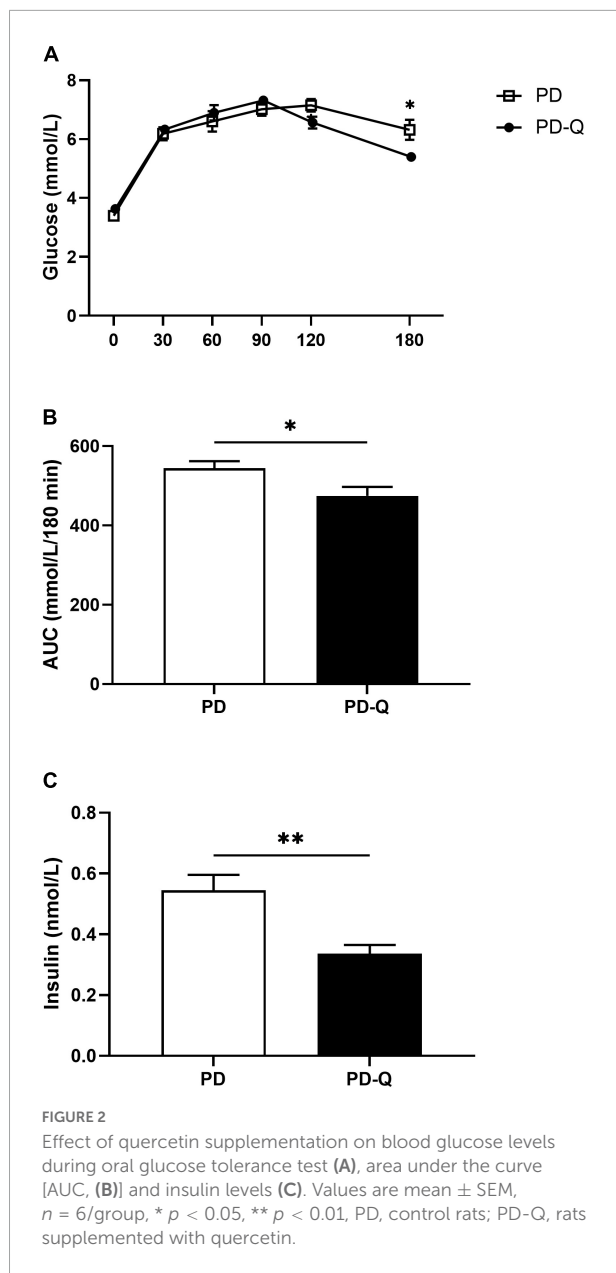 A
Glucose (mmol/L)
8
6
4
2
0
0 30 60 90 120 180
*
PD
PD-Q
B
AUC (mmol/L/180 min)
600
400
200
0
*
PD PD-Q
C
Insulin (nmol/L)
0.8
0.6
0.4
0.2
0.0
**
PD PD-Q
FIGURE 2
Effect of quercetin supplementation on blood glucose levels
during oral glucose tolerance test (A), area under the curve
[AUC, (B)] and insulin levels (C). Values are mean ± SEM,
n = 6/group, * p < 0.05, ** p < 0.01, PD, control rats; PD-Q, rats
supplemented with quercetin.